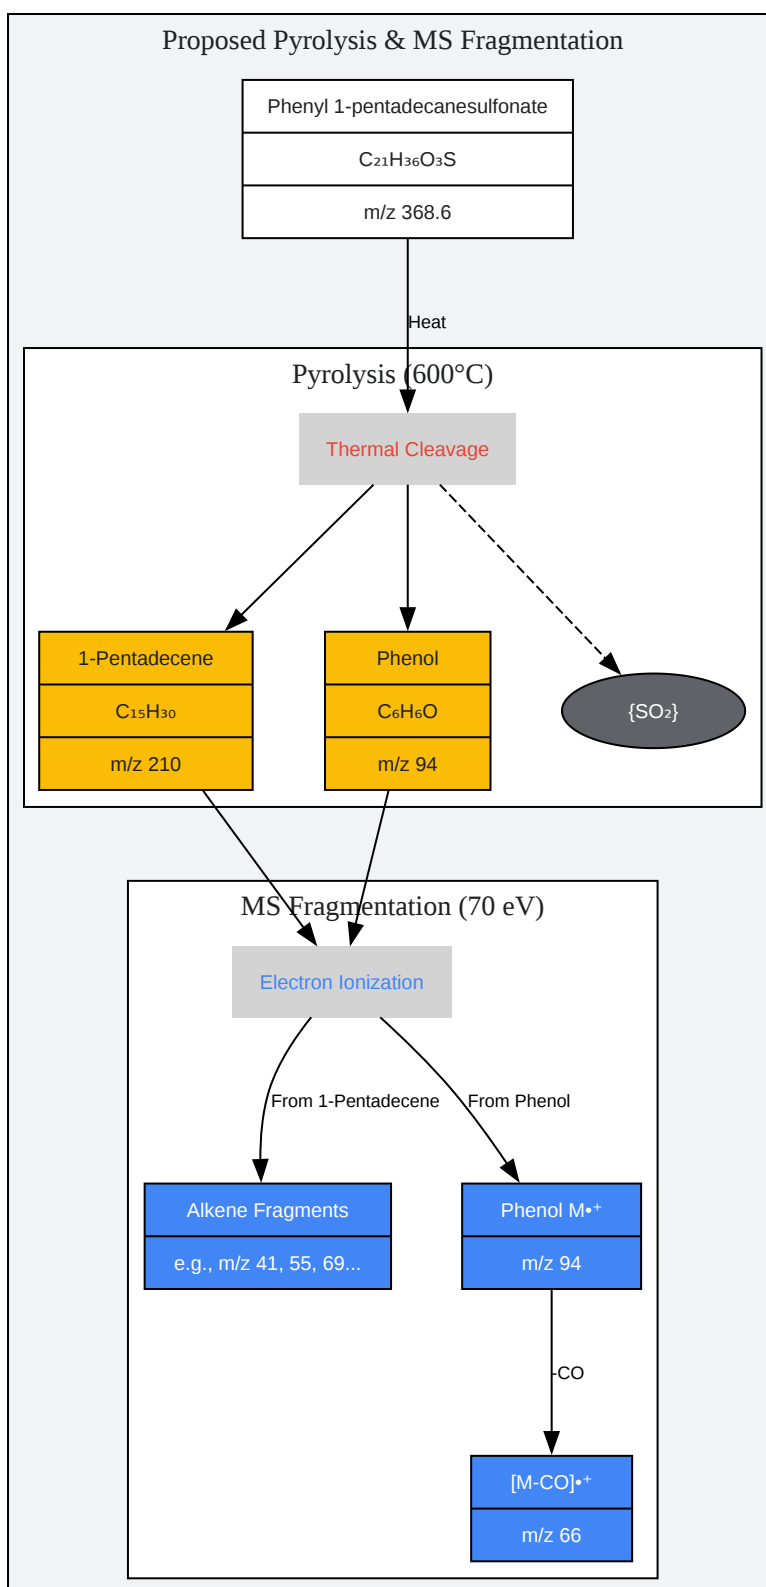 Proposed Pyrolysis & MS Fragmentation
Phenyl 1-pentadecanesulfonate
C₂₁H₃₆O₃S
m/z 368.6
Heat
Pyrolysis (600°C)
Thermal Cleavage
1-Pentadecene
C₁₅H₃₀
m/z 210
Phenol
C₆H₆O
m/z 94
{SO₂}
MS Fragmentation (70 eV)
Electron Ionization
From 1-Pentadecene
From Phenol
Alkene Fragments
e.g., m/z 41, 55, 69...
Phenol M•⁺
m/z 94
-CO
[M-CO]•⁺
m/z 66